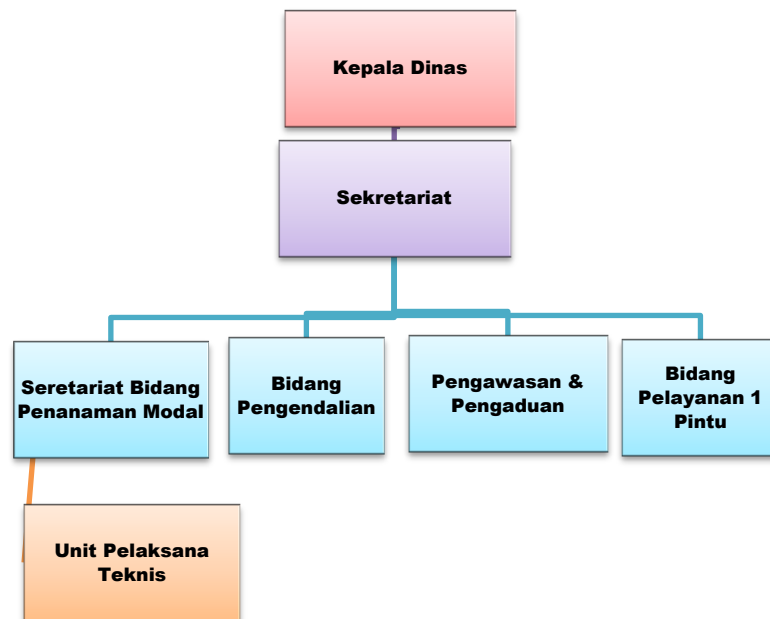 Kepala Dinas
Sekretariat
Seretariat Bidang
Penanaman Modal
Bidang
Pengendalian
Pengawasan &
Pengaduan
Bidang
Pelayanan 1
Pintu
Unit Pelaksana
Teknis